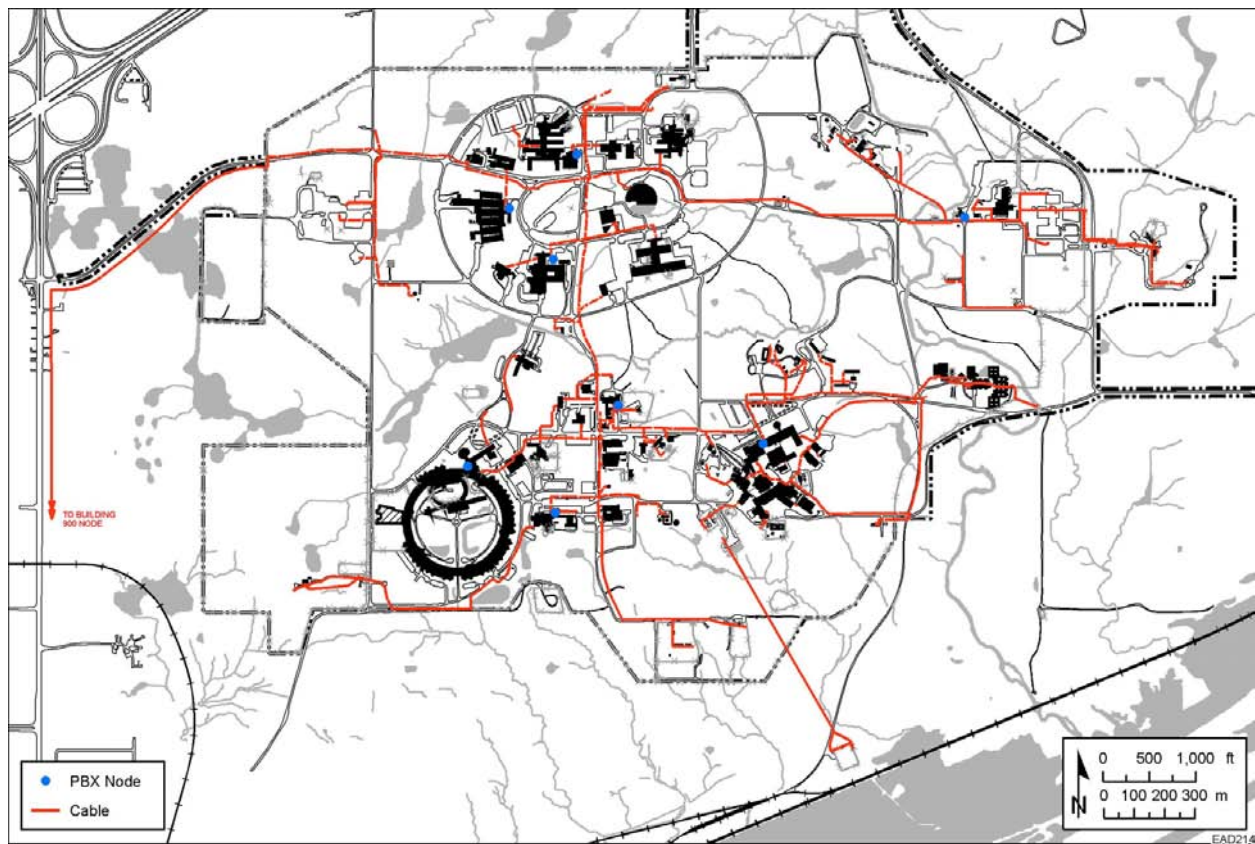 TO BUILDING
900 NODE
PBX Node
Cable
0 500 1,000 ft
0 100 200 300 m
N
EAD214